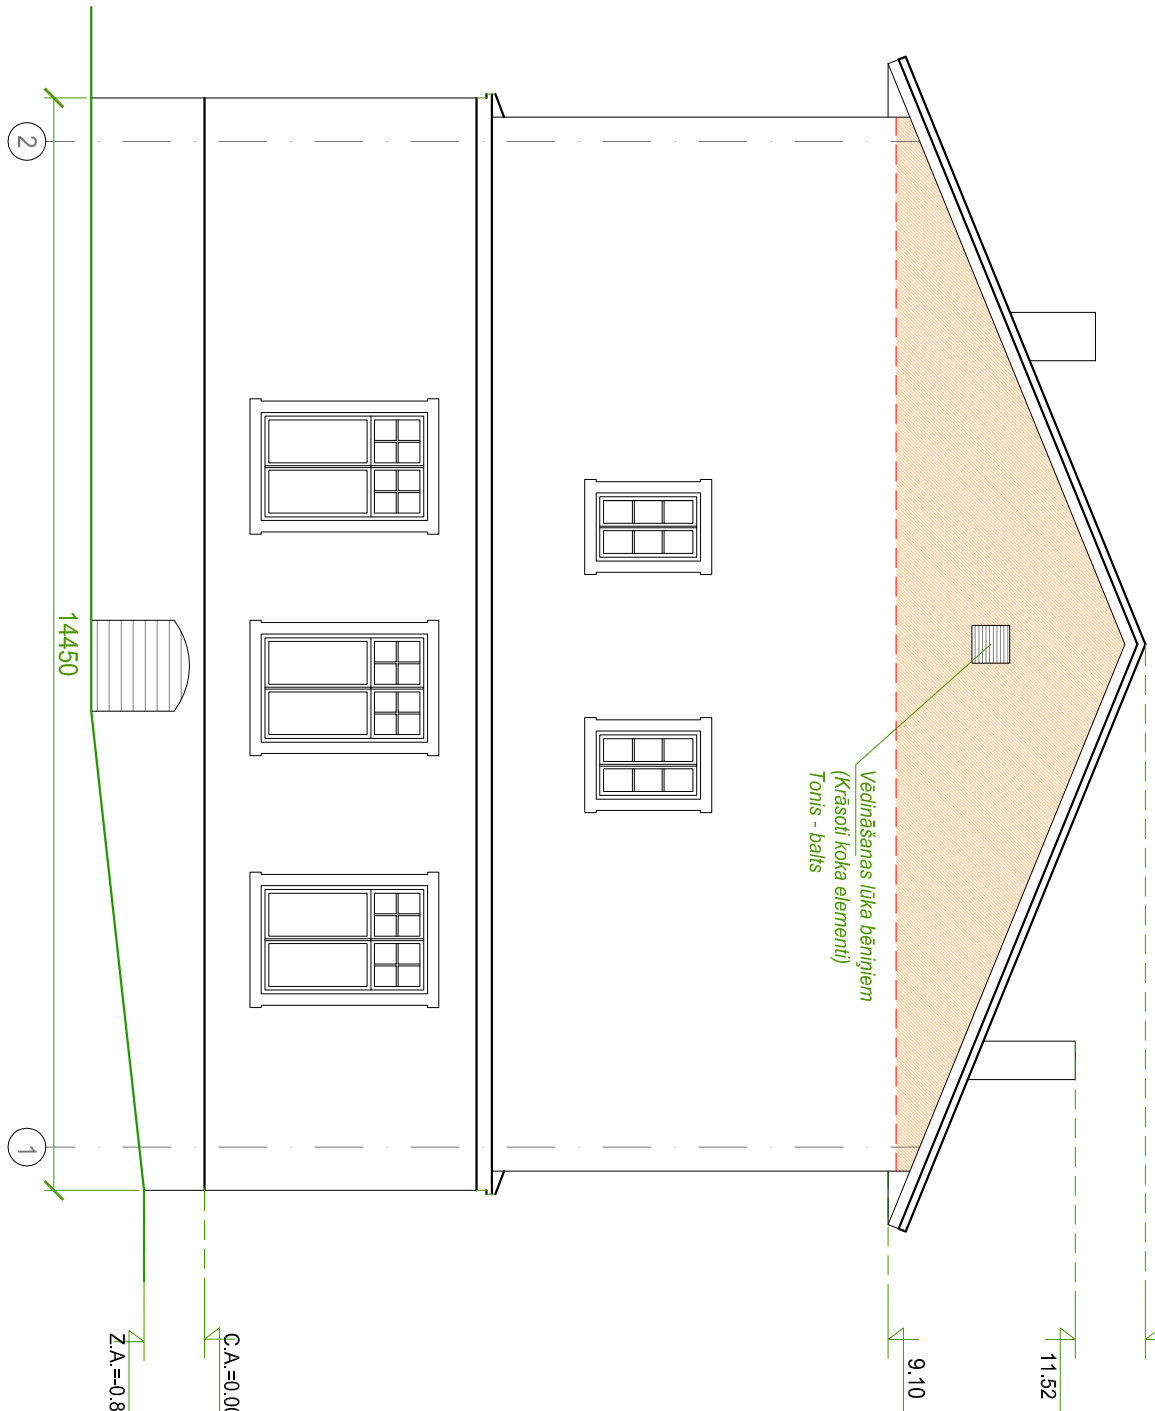 2
14450
1
Vēdināšanas lūka bēniņiem
(Krāsoti koka elementi)
Tonis - balts
11.52
9.10
C.A.=0.00
Z.A.=-0.8